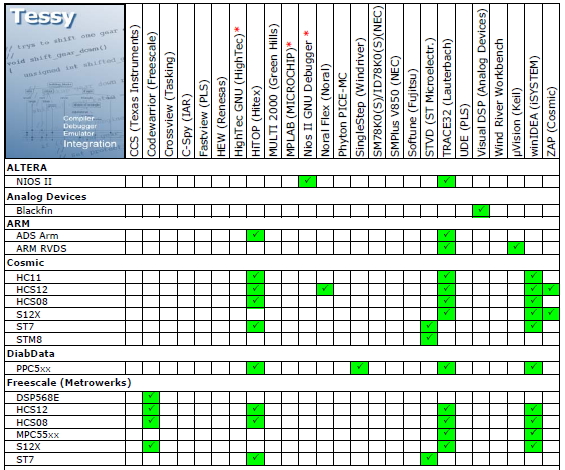 Tessy
// trys to shift one gear
void shift_gear_down()
{
unsigned int shifted_g
Compiler
Debugger
Emulator
Integration
CCS (Texas Instruments)
Codewarrior (Freescale)
Crossview (Tasking)
C-Spy (IAR)
Fastview (PLS)
HEW (Renesas)
HighTec GNU (HighTec)*
HiTOP (Hitex)
MULTI 2000 (Green Hills)
MPLAB (MICROCHIP)*
Nios II GNU Debugger *
Noral Flex (Noral)
Phyton PICE-MC
SingleStep (Windriver)
SM78K0(S)/ID78K0(S)(NEC)
SMPlus V850 (NEC)
Softune (Fujitsu)
STVD (ST Microelectr.)
TRACE32 (Lauterbach)
UDE (PLS)
Visual DSP (Analog Devices)
Wind River Workbench
µVision (Keil)
winIDEA (iSYSTEM)
ZAP (Cosmic)
ALTERA
NIOS II ✓ ✓
Analog Devices
Blackfin ✓
ARM
ADS Arm ✓ ✓
ARM RVDS ✓ ✓
Cosmic
HC11 ✓ ✓ ✓
HCS12 ✓ ✓ ✓ ✓ ✓
HCS08 ✓ ✓ ✓
S12X ✓ ✓ ✓
ST7 ✓ ✓ ✓
STM8 ✓
DiabData
PPC5xx ✓ ✓ ✓ ✓
Freescale (Metrowerks)
DSP568E ✓
HCS12 ✓ ✓ ✓ ✓
HCS08 ✓ ✓ ✓ ✓
MPC55xx ✓ ✓
S12X ✓ ✓ ✓
ST7 ✓ ✓